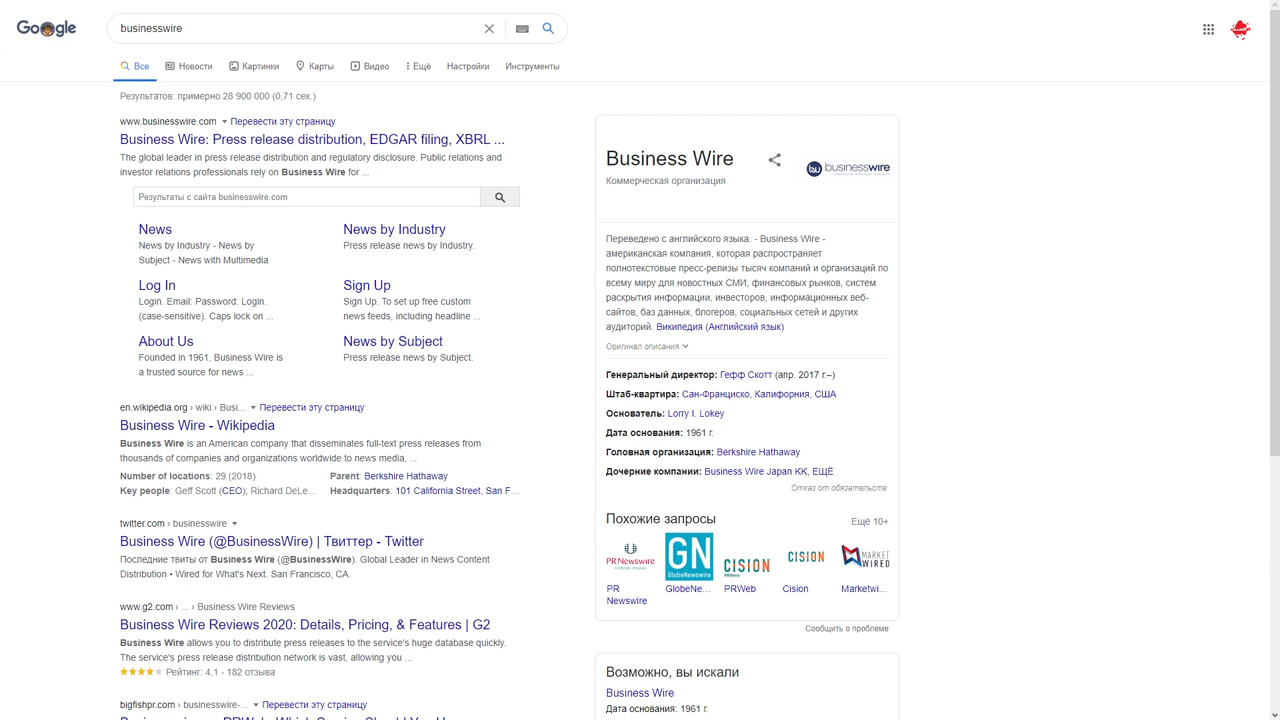 Google
businesswire
Все
Новости
Картинки
Карты
Видео
Ещё
Настройки
Инструменты
Результатов: примерно 28 900 000 (0,71 сек.)
www.businesswire.com Перевести эту страницу
Business Wire: Press release distribution, EDGAR filing, XBRL ...
The global leader in press release distribution and regulatory disclosure. Public relations and
investor relations professionals rely on Business Wire for ...
Результаты с сайта businesswire.com
News
News by Industry - News by
Subject - News with Multimedia
News by Industry
Press release news by Industry.
Log In
Login. Email: Password: Login.
(case-sensitive). Caps lock on ...
Sign Up
Sign Up. To set up free custom
news feeds, including headline ...
About Us
Founded in 1961, Business Wire is
a trusted source for news ...
News by Subject
Press release news by Subject.
en.wikipedia.org › wiki › Busi... Перевести эту страницу
Business Wire - Wikipedia
Business Wire is an American company that disseminates full-text press releases from
thousands of companies and organizations worldwide to news media, ...
Number of locations: 29 (2018)
Parent: Berkshire Hathaway
Key people: Geff Scott (CEO); Richard DeLe...
Headquarters: 101 California Street, San F...
twitter.com › businesswire
Business Wire (@BusinessWire) | Твиттер - Twitter
Последние твиты от Business Wire (@BusinessWire). Global Leader in News Content
Distribution • Wired for What's Next. San Francisco, CA.
www.g2.com › ... › Business Wire Reviews
Business Wire Reviews 2020: Details, Pricing, & Features | G2
Business Wire allows you to distribute press releases to the service's huge database quickly.
The service's press release distribution network is vast, allowing you ...
Рейтинг: 4,1 - 182 отзыва
bigfishpr.com › businesswire-... Перевести эту страницу
Business Wire
Коммерческая организация
businesswire
Переведено с английского языка. - Business Wire -
американская компания, которая распространяет
полнотекстовые пресс-релизы тысяч компаний и организаций по
всему миру для новостных СМИ, финансовых рынков, систем
раскрытия информации, инвесторов, информационных веб-
сайтов, баз данных, блогеров, социальных сетей и других
аудиторий. Википедия (Английский язык)
Оригинал описания
Генеральный директор: Гефф Скотт (апр. 2017 г.–)
Штаб-квартира: Сан-Франциско, Калифорния, США
Основатель: Lorry I. Lokey
Дата основания: 1961 г.
Головная организация: Berkshire Hathaway
Дочерние компании: Business Wire Japan KK, ЕЩЁ
Отказ от обязательств
Похожие запросы
Ещё 10+
PR Newswire
GN
GlobeNewswire
CISION
PRWeb
CISION
MARKET
WIRED
PR
Newswire
GlobeNe...
PRWeb
Cision
Marketwi...
Сообщить о проблеме
Возможно, вы искали
Business Wire
Дата основания: 1961 г.